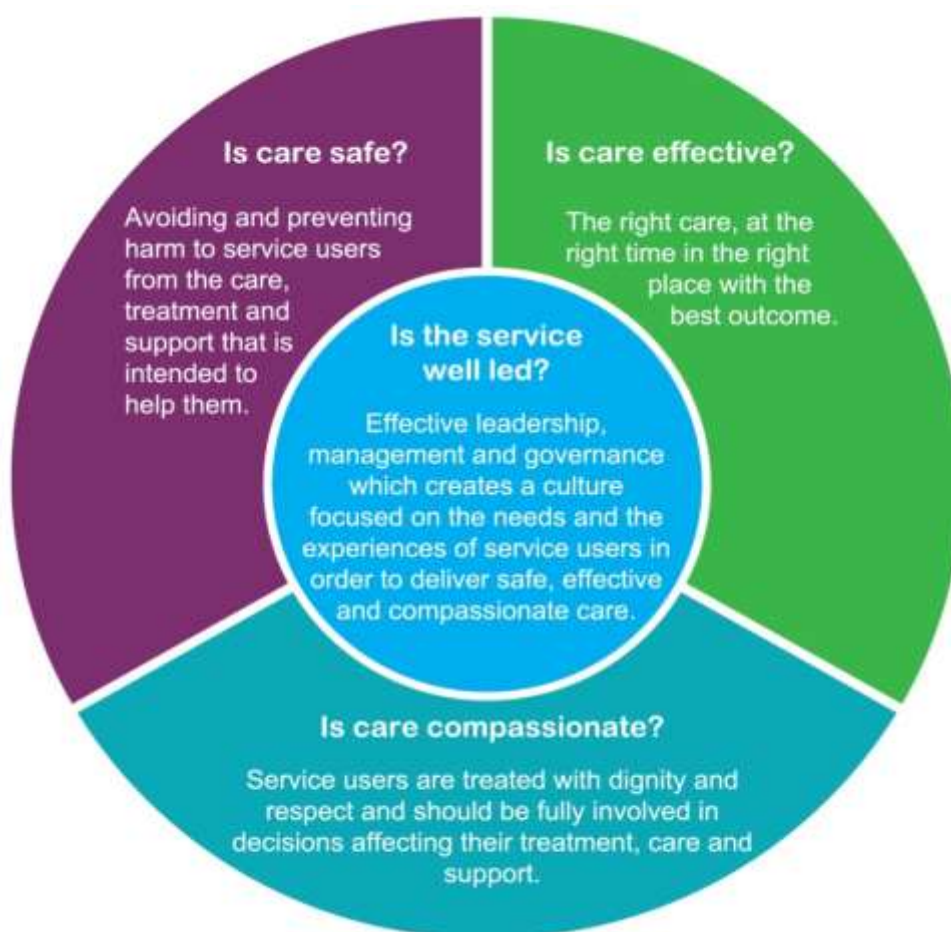 Is care safe?
Avoiding and preventing
harm to service users
from the care,
treatment and
support that is
intended to
help them.
Is care effective?
The right care, at the
right time in the right
place with the
best outcome.
Is the service
well led?
Effective leadership,
management and governance
which creates a culture
focused on the needs and the
experiences of service users in
order to deliver safe, effective
and compassionate care.
Is care compassionate?
Service users are treated with dignity and
respect and should be fully involved in
decisions affecting their treatment, care and
support.